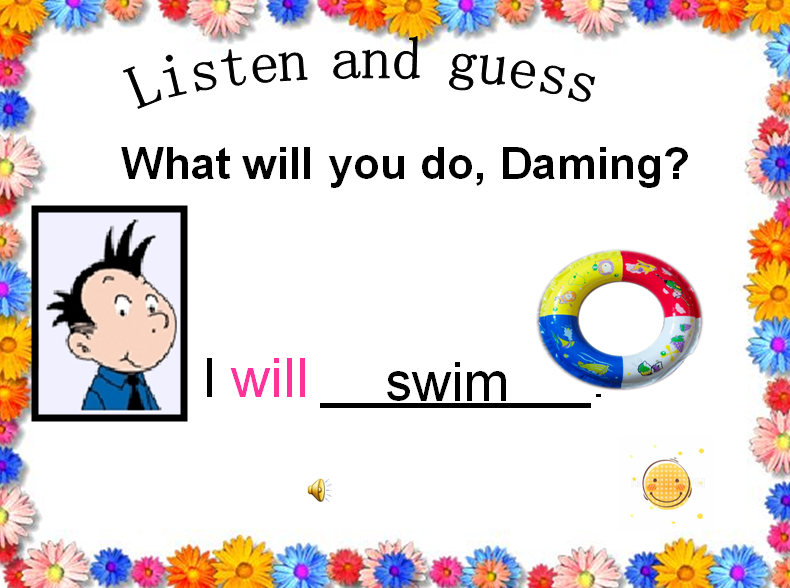 Listen and guess
What will you do, Daming?
I will swim.